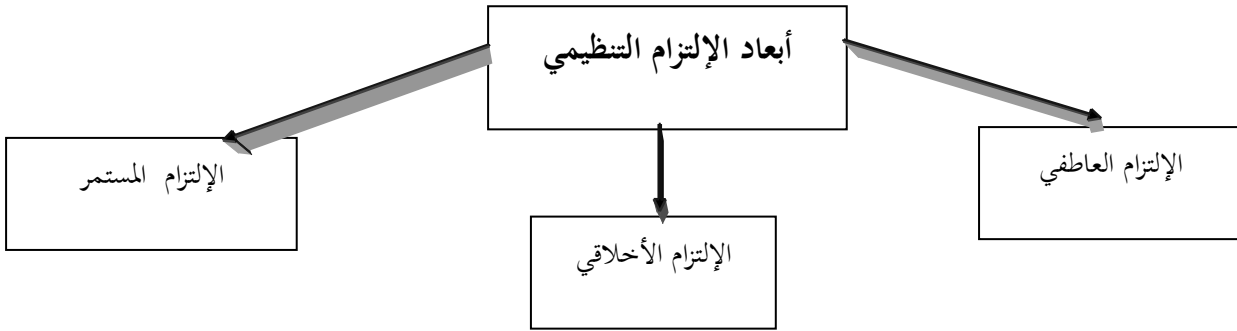 أبعاد الإلتزام التنظيمي
الإلتزام العاطفي
الإلتزام المستمر
الإلتزام الأخلاقي